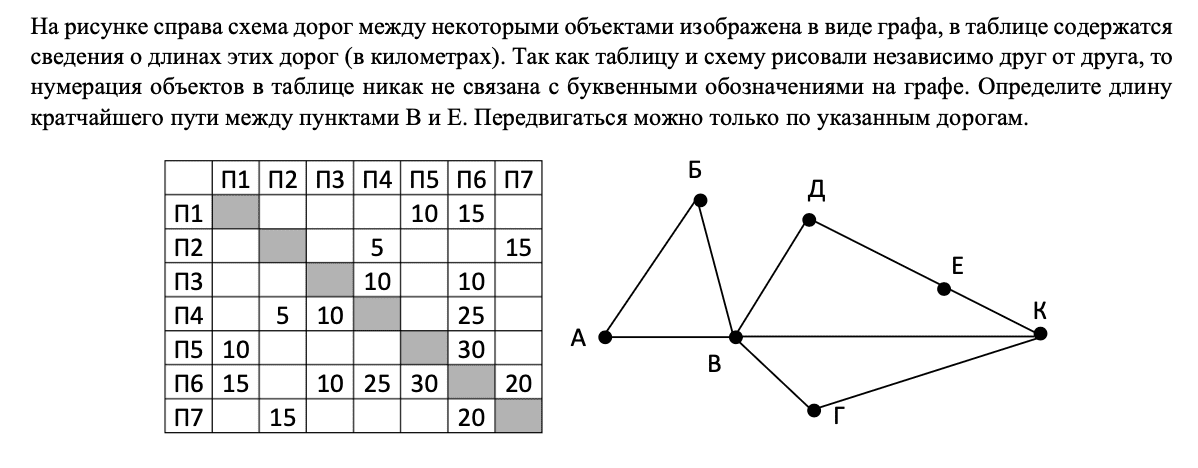 На рисунке справа схема дорог между некоторыми объектами изображена в виде графа, в таблице содержатся
сведения о длинах этих дорог (в километрах). Так как таблицу и схему рисовали независимо друг от друга, то
нумерация объектов в таблице никак не связана с буквенными обозначениями на графе. Определите длину
кратчайшего пути между пунктами В и Е. Передвигаться можно только по указанным дорогам.
П1 П2 П3 П4 П5 П6 П7
П1 10 15
П2 5 15
П3 10 10
П4 5 10 25
П5 10 30
П6 15 10 25 30 20
П7 15 20
Б
Д
Е
К
А
В
Г